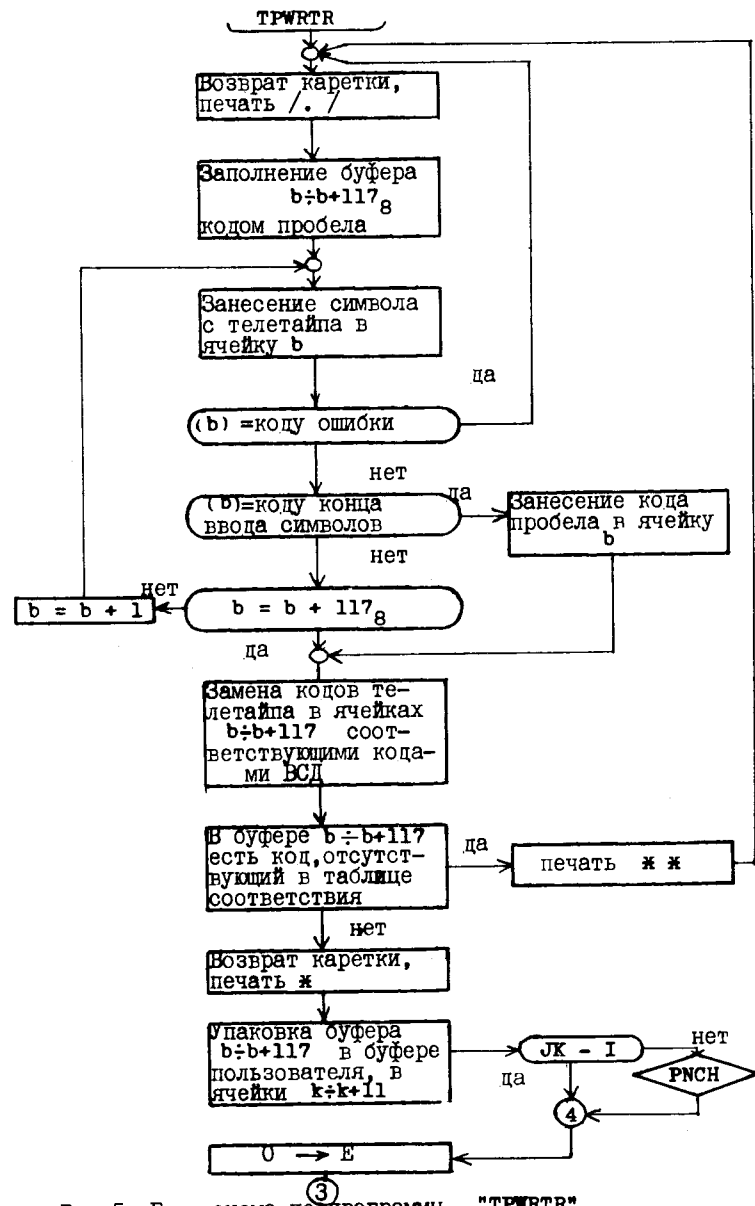 TPWRTR
Возврат каретки,
печать /. /
Заполнение буфера
b÷b+117₈
кодом пробела
Занесение символа
с телетайпа в
ячейку b
да
(b) =коду ошибки
нет
(b)=коду конца
ввода символов
да
Занесение кода
пробела в ячейку
b
нет
b = b + 117₈
нет
b = b + 1
да
Замена кодов те-
летайпа в ячейках
b÷b+117 соот-
ветствующими кода-
ми ВСД
В буфере b÷b+117
есть код,отсутст-
вующий в таблице
соответствия
да
печать ж ж
нет
Возврат каретки,
печать ж
Упаковка буфера
b÷b+117 в буфере
пользователя, в
ячейки k÷k+11
JK - I
нет
да
PNCH
4
0 → E
3
"TPWRTR"